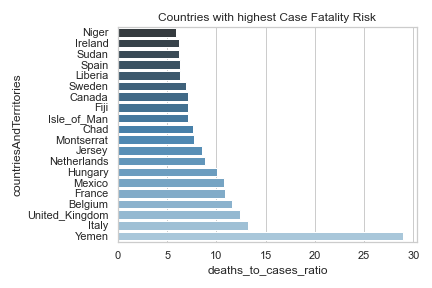 Countries with highest Case Fatality Risk
countriesAndTerritories
Niger
Ireland
Sudan
Spain
Liberia
Sweden
Canada
Fiji
Isle_of_Man
Chad
Montserrat
Jersey
Netherlands
Hungary
Mexico
France
Belgium
United_Kingdom
Italy
Yemen
0 5 10 15 20 25 30
deaths_to_cases_ratio